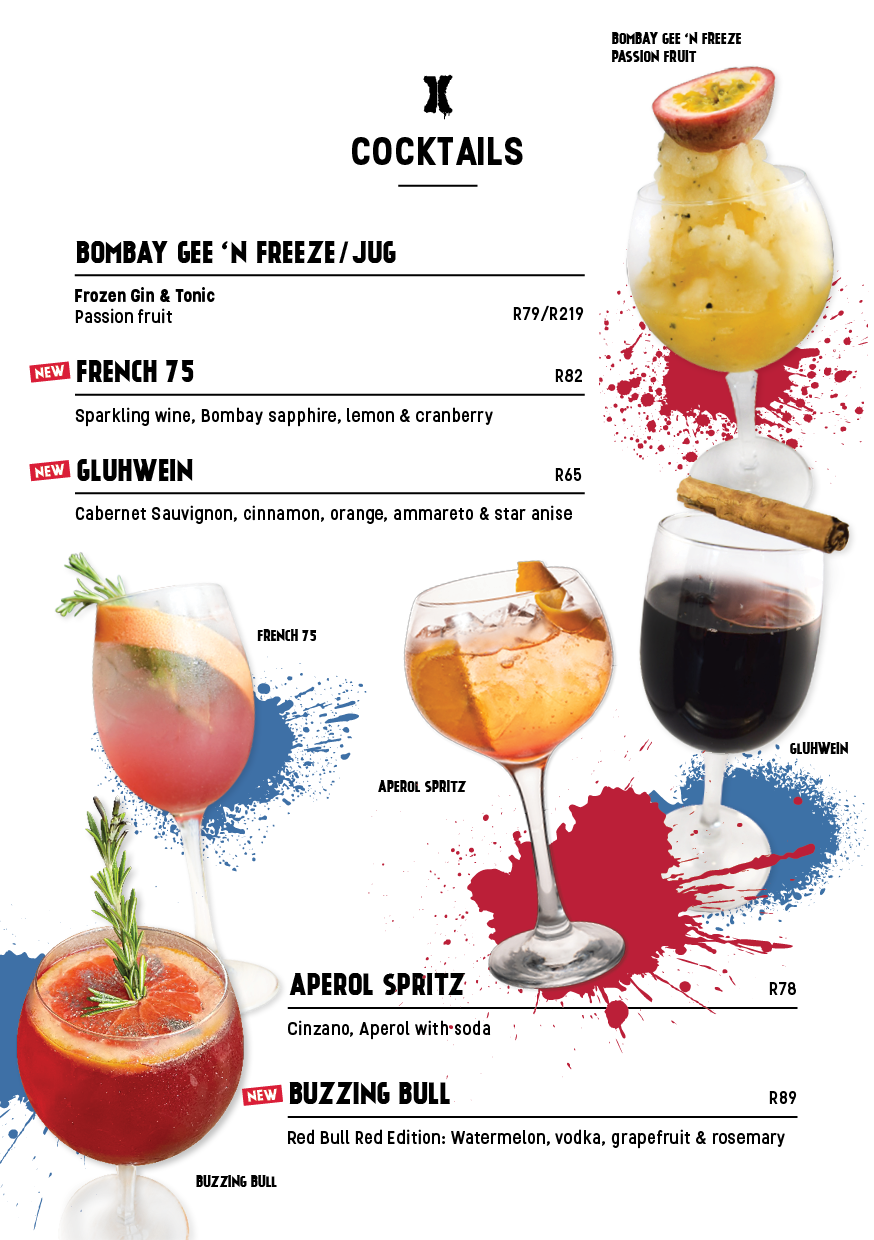 BOMBAY GEE ‘N FREEZE
PASSION FRUIT
COCKTAILS
BOMBAY GEE ‘N FREEZE/JUG
Frozen Gin & Tonic
Passion fruit
R79/R219
NEW FRENCH 75 R82
Sparkling wine, Bombay sapphire, lemon & cranberry
NEW GLUHWEIN R65
Cabernet Sauvignon, cinnamon, orange, ammareto & star anise
FRENCH 75
GLUHWEIN
APEROL SPRITZ
APEROL SPRITZ R78
Cinzano, Aperol with soda
NEW BUZZING BULL R89
Red Bull Red Edition: Watermelon, vodka, grapefruit & rosemary
BUZZING BULL